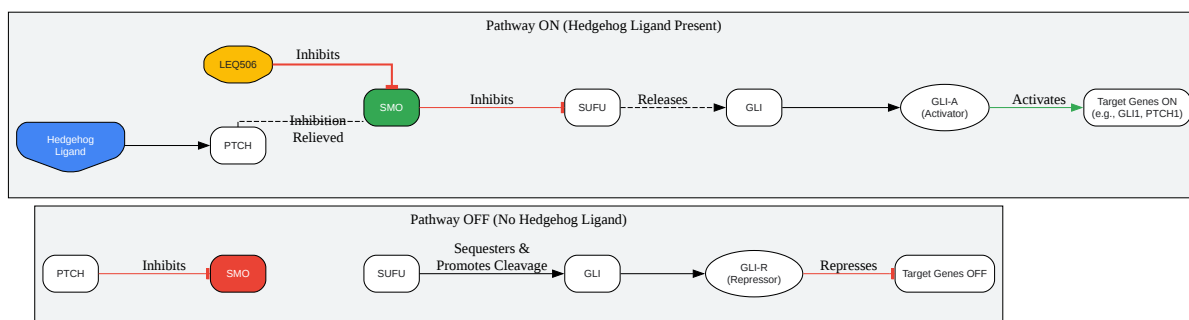 Pathway ON (Hedgehog Ligand Present)
LEQ506
Inhibits
SMO
Inhibits
SUFU
Releases
GLI
GLI-A
(Activator)
Activates
Target Genes ON
(e.g., GLI1, PTCH1)
Hedgehog
Ligand
PTCH
Inhibition
Relieved
Pathway OFF (No Hedgehog Ligand)
PTCH
Inhibits
SMO
SUFU
Sequesters &
Promotes Cleavage
GLI
GLI-R
(Repressor)
Represses
Target Genes OFF